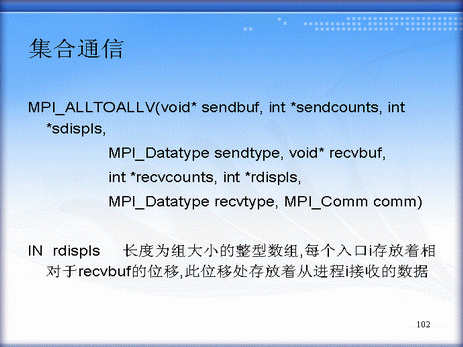 集合通信
MPI_ALLTOALLV(void* sendbuf, int *sendcounts, int
*sdispls,
MPI_Datatype sendtype, void* recvbuf,
int *recvcounts, int *rdispls,
MPI_Datatype recvtype, MPI_Comm comm)
IN rdispls 长度为组大小的整型数组,每个入口i存放着相
对于recvbuf的位移,此位移处存放着从进程i接收的数据
102